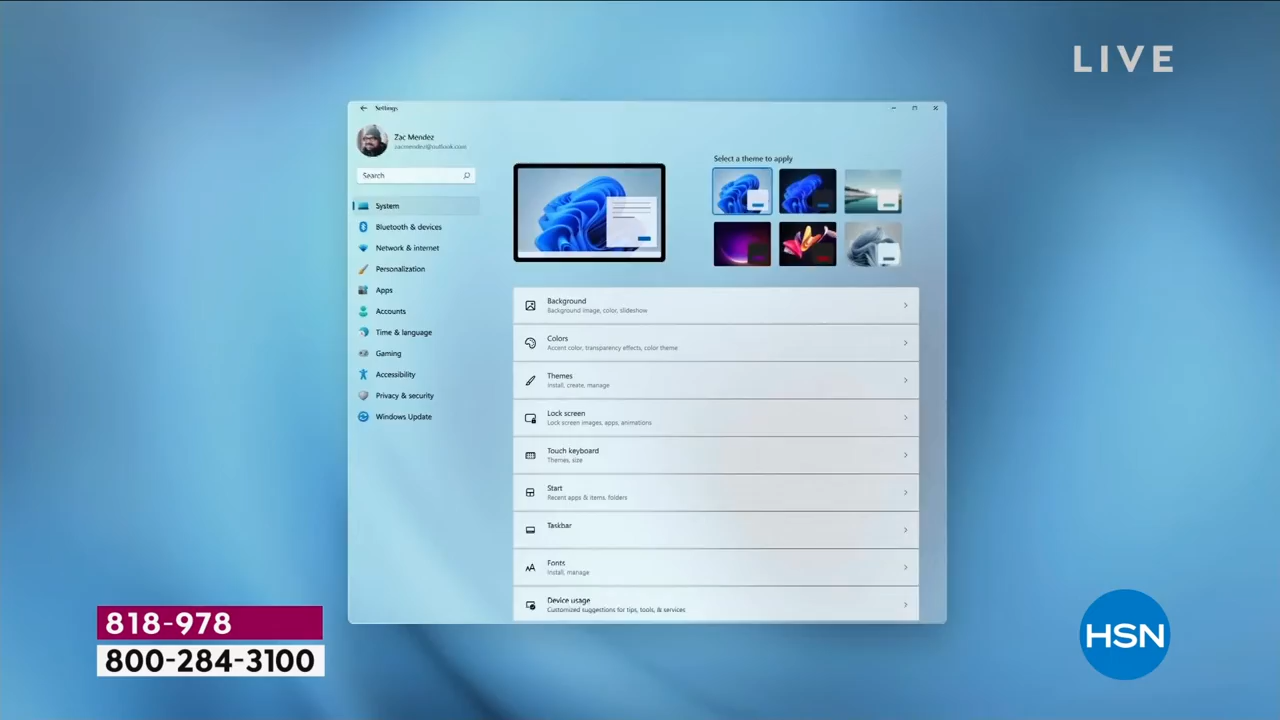 LIVE
Settings
Zac Mendez
zacmendez@outlook.com
Search
System
Bluetooth & devices
Network & internet
Personalization
Apps
Accounts
Time & language
Gaming
Accessibility
Privacy & security
Windows Update
Select a theme to apply
Background
Background image, color, slideshow
Colors
Accent color, transparency effects, color theme
Themes
Install, create, manage
Lock screen
Lock screen images, apps, animations
Touch keyboard
Themes, size
Start
Recent apps & items, folders
Taskbar
Fonts
Install, manage
Device usage
Customized suggestions for tips, tools, & services
818-978
800-284-3100
HSN